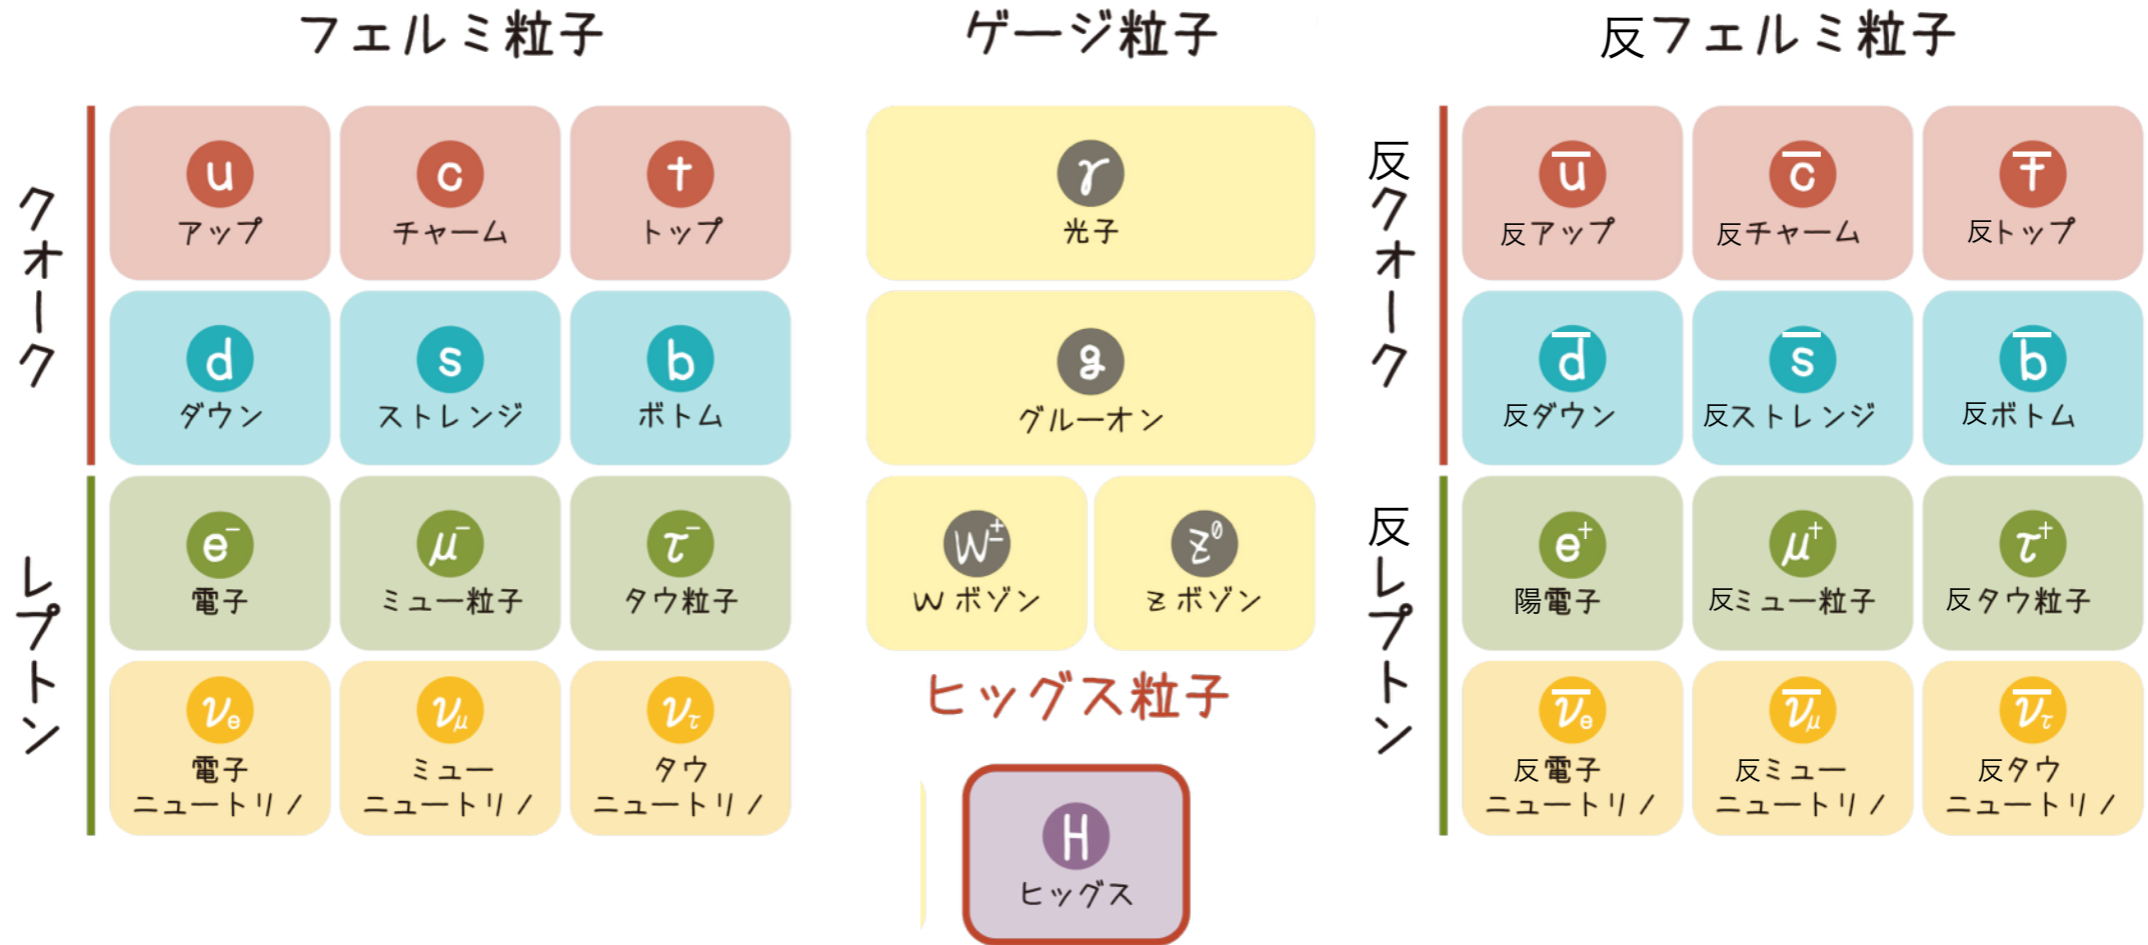 フェルミ粒子
クォーク
u
アップ
c
チャーム
t
トップ
d
ダウン
s
ストレンジ
b
ボトム
レプトン
e⁻
電子
μ⁻
ミュー粒子
τ⁻
タウ粒子
νe
電子
ニュートリノ
νμ
ミュー
ニュートリノ
ντ
タウ
ニュートリノ
ゲージ粒子
γ
光子
g
グルーオン
W±
W ボゾン
Z⁰
Z ボゾン
ヒッグス粒子
H
ヒッグス
反フェルミ粒子
反クォーク
u̅
反アップ
c̅
反チャーム
t̅
反トップ
d̅
反ダウン
s̅
反ストレンジ
b̅
反ボトム
反レプトン
e⁺
陽電子
μ⁺
反ミュー粒子
τ⁺
反タウ粒子
ν̅e
反電子
ニュートリノ
ν̅μ
反ミュー
ニュートリノ
ν̅τ
反タウ
ニュートリノ